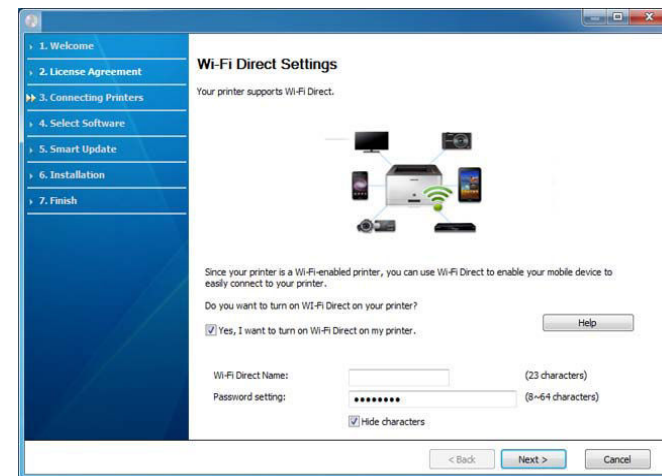 1. Welcome
2. License Agreement
3. Connecting Printers
4. Select Software
5. Smart Update
6. Installation
7. Finish
Wi-Fi Direct Settings
Your printer supports Wi-Fi Direct.
Since your printer is a Wi-Fi-enabled printer, you can use Wi-Fi Direct to enable your mobile device to
easily connect to your printer.
Do you want to turn on WI-Fi Direct on your printer?
Yes, I want to turn on Wi-Fi Direct on my printer.
Help
Wi-Fi Direct Name: (23 characters)
Password setting: •••••••• (8~64 characters)
Hide characters
< Back Next > Cancel